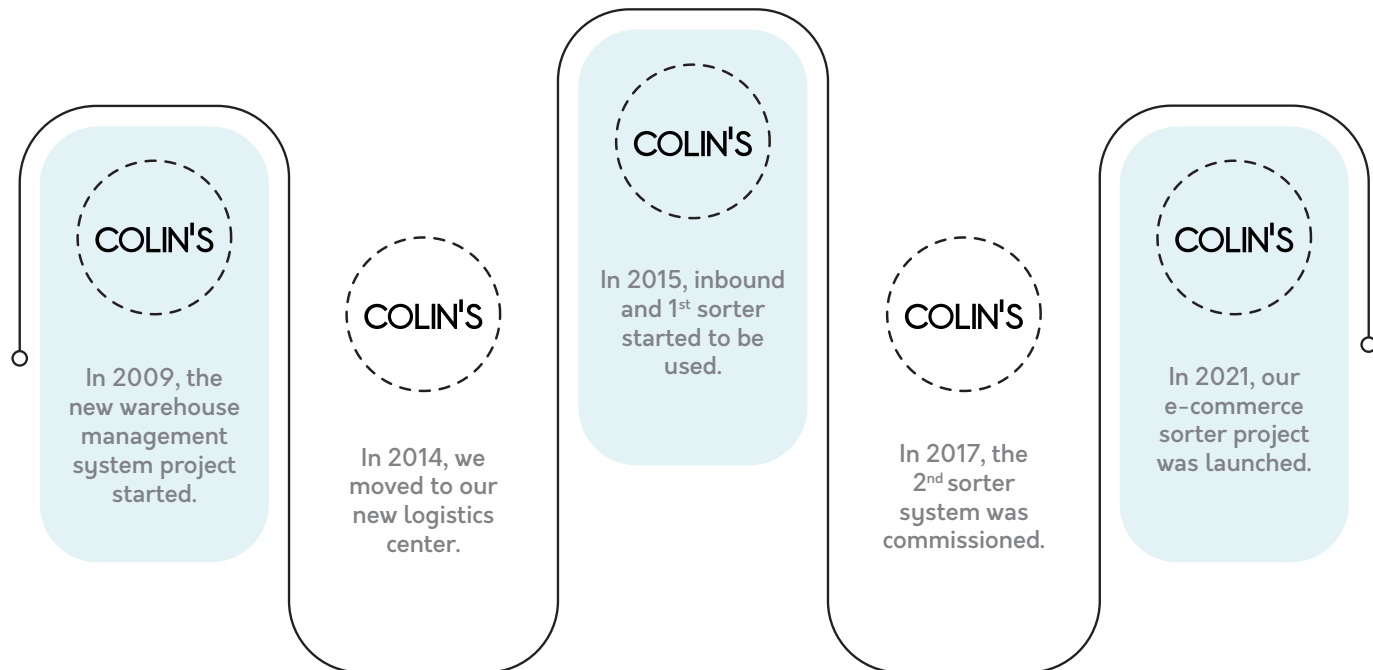 COLIN'S
In 2009, the
new warehouse
management
system project
started.
COLIN'S
In 2014, we
moved to our
new logistics
center.
COLIN'S
In 2015, inbound
and 1st sorter
started to be
used.
COLIN'S
In 2017, the
2nd sorter
system was
commissioned.
COLIN'S
In 2021, our
e-commerce
sorter project
was launched.